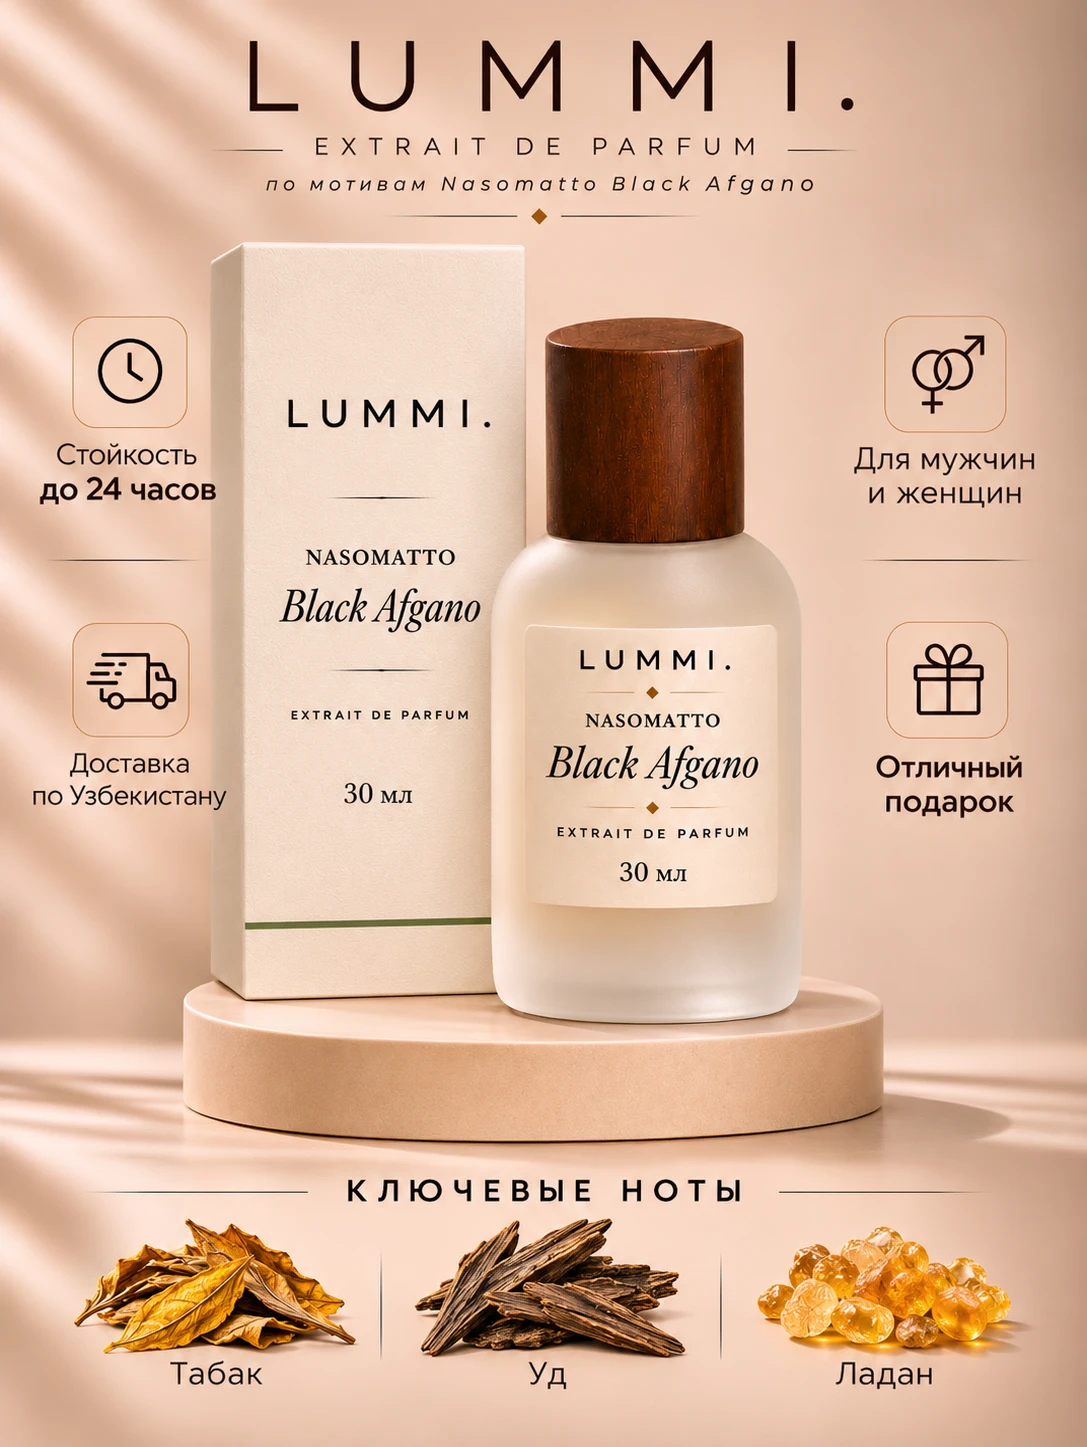 LUMMI.
EXTRAIT DE PARFUM
по мотивам Nasomatto Black Afgano
Стойкость
до 24 часов
Доставка
по Узбекистану
LUMMI.
NASOMATTO
Black Afgano
EXTRAIT DE PARFUM
30 мл
LUMMI.
NASOMATTO
Black Afgano
EXTRAIT DE PARFUM
30 мл
Для мужчин
и женщин
Отличный
подарок
КЛЮЧЕВЫЕ НОТЫ
Табак
Уд
Ладан